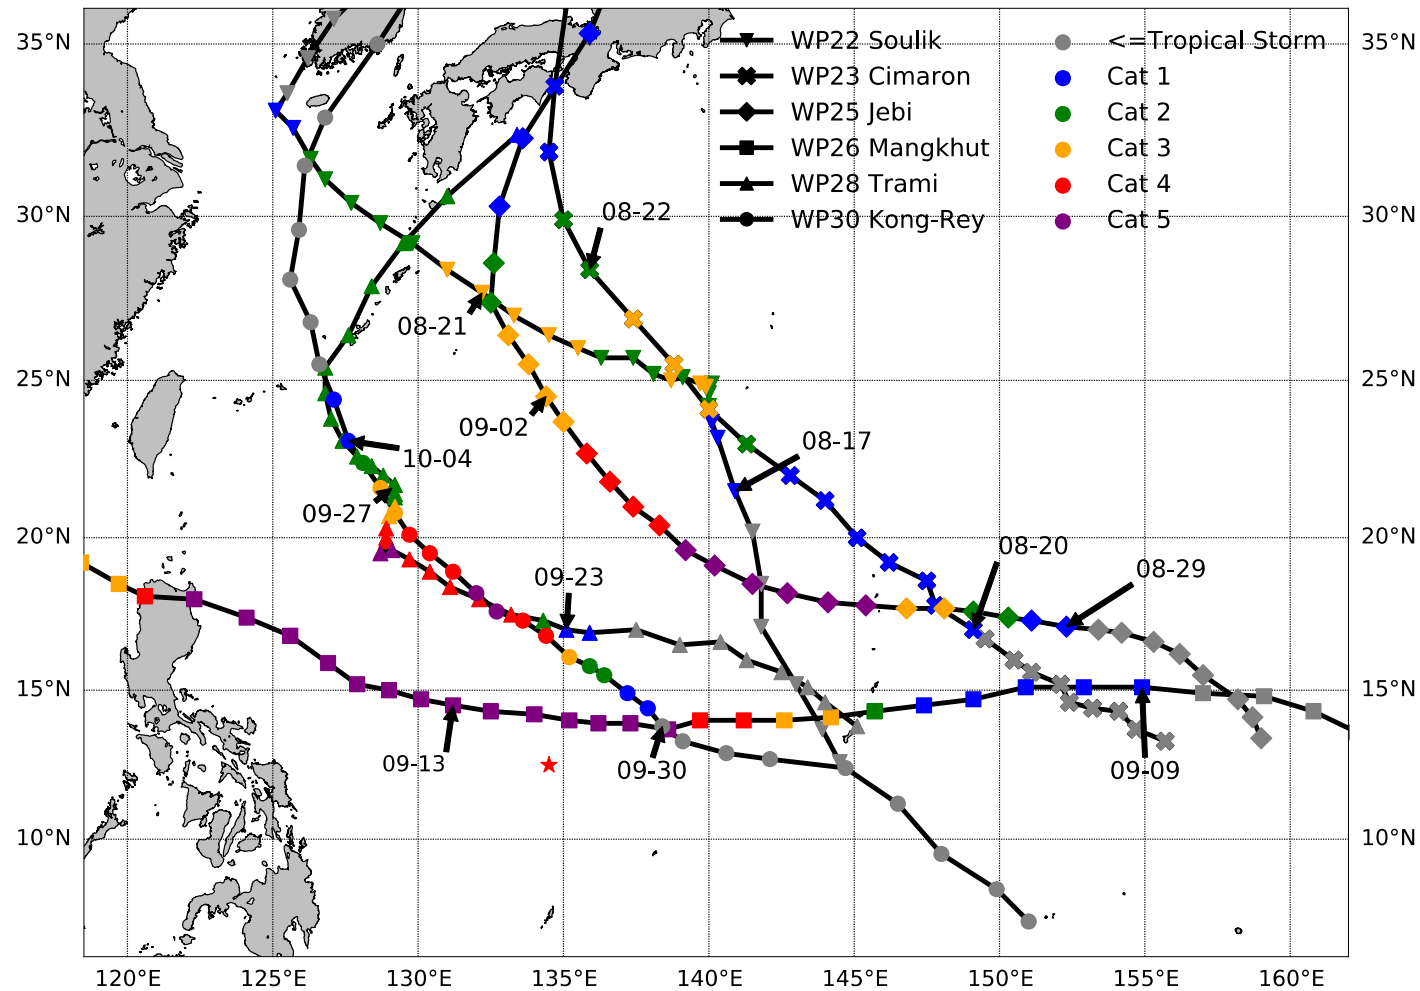 35°N
WP22 Soulik
<=Tropical Storm
35°N
WP23 Cimaron
Cat 1
WP25 Jebi
Cat 2
WP26 Mangkhut
Cat 3
WP28 Trami
Cat 4
30°N
08-22
WP30 Kong-Rey
Cat 5
30°N
08-21
25°N
25°N
09-02
08-17
10-04
09-27
20°N
08-20
20°N
09-23
08-29
15°N
15°N
09-13
09-30
09-09
10°N
10°N
120°E
125°E
130°E
135°E
140°E
145°E
150°E
155°E
160°E